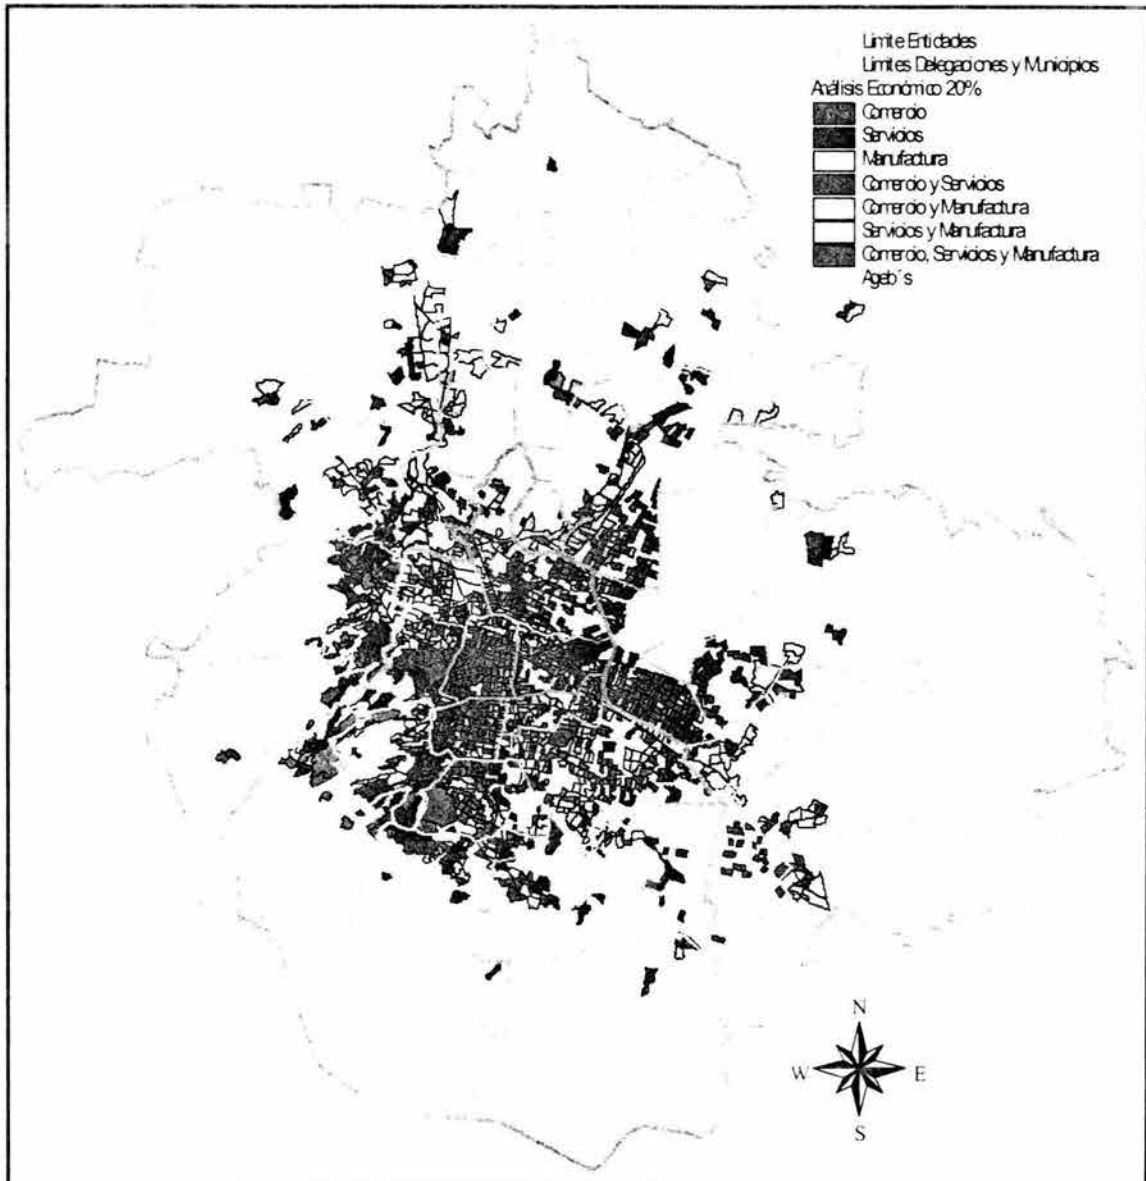 Limite Entidades
Limites Delegaciones y Municipios
Análisis Económico 20%
Comercio
Servicios
Manufactura
Comercio y Servicios
Comercio y Manufactura
Servicios y Manufactura
Comercio, Servicios y Manufactura
Ageb´s
N
W E
S